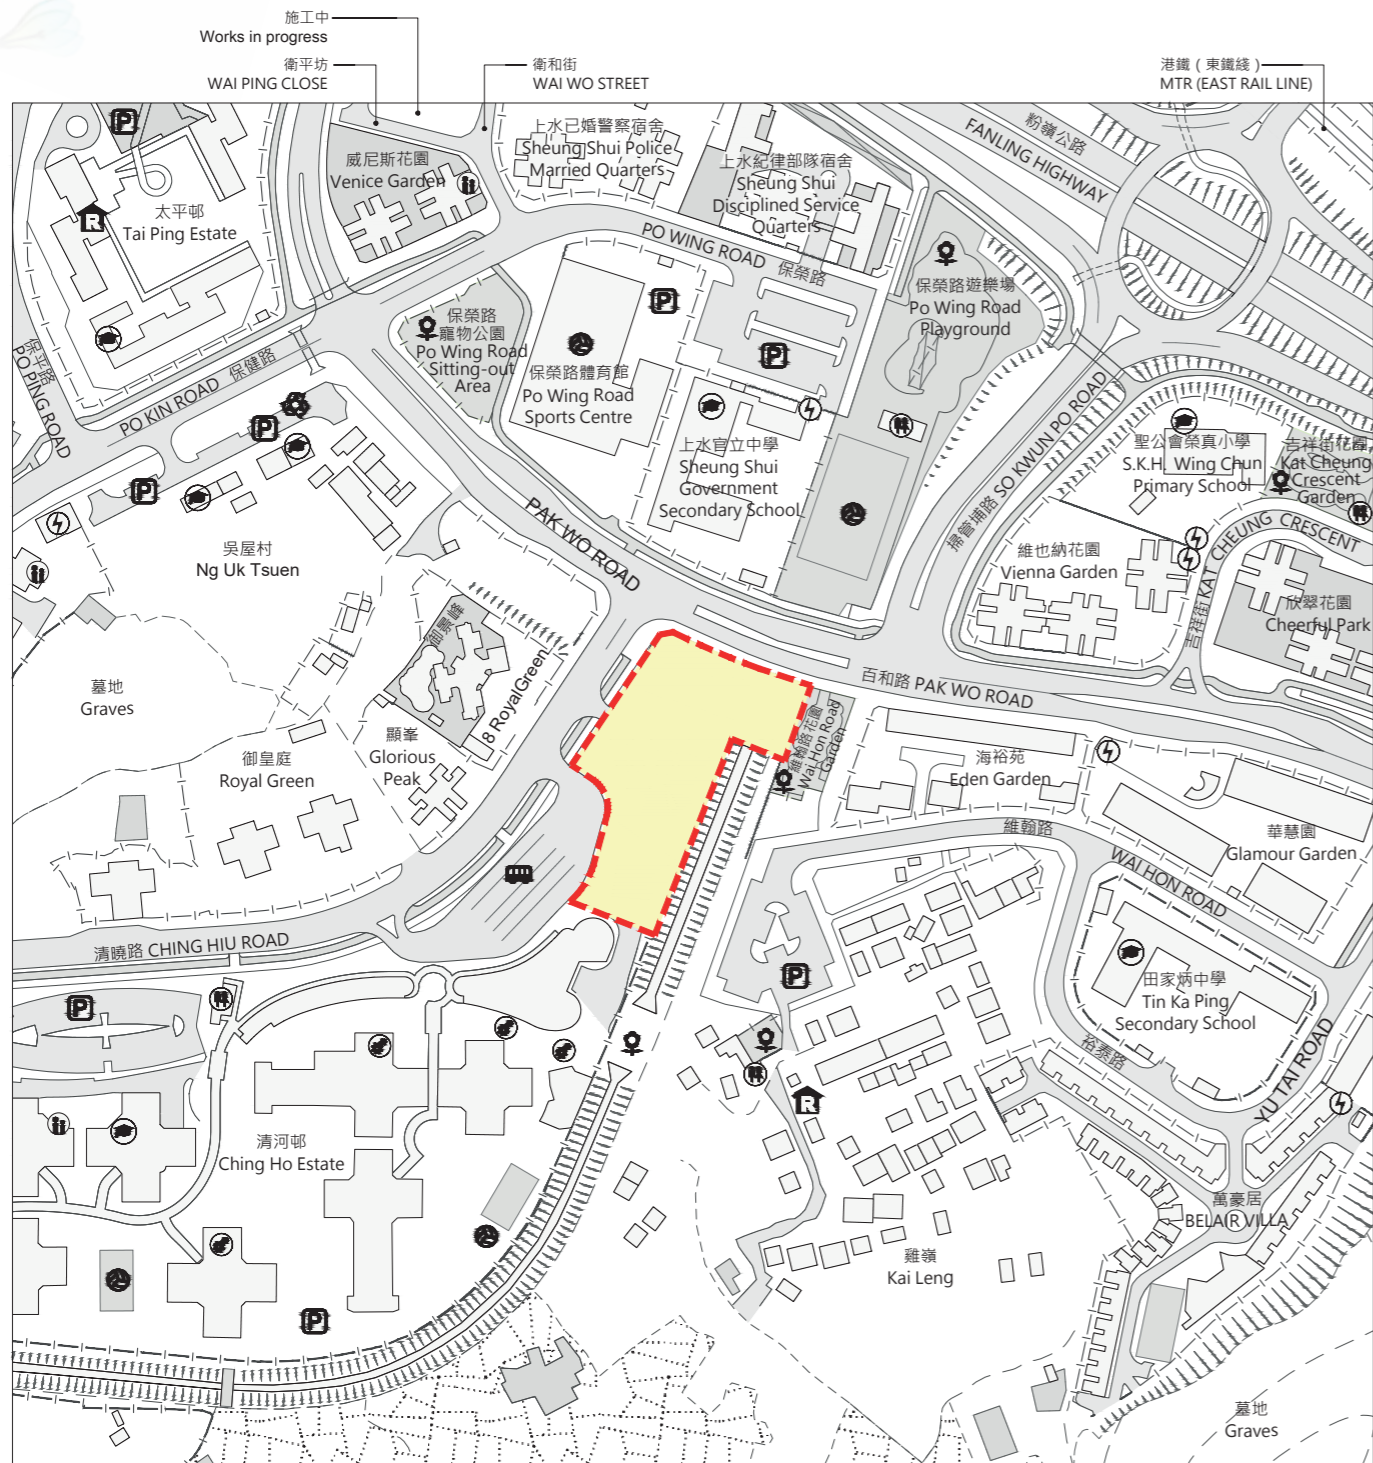 施工中
Works in progress
衛平坊
WAI PING CLOSE
衛和街
WAI WO STREET
港鐵（東鐵綫）
MTR (EAST RAIL LINE)
上水已婚警察宿舍
Sheung Shui Police
Married Quarters
粉嶺公路
FANLING HIGHWAY
威尼斯花園
Venice Garden
上水紀律部隊宿舍
Sheung Shui
Disciplined Service
Quarters
太平邨
Tai Ping Estate
PO WING ROAD 保榮路
保榮路遊樂場
Po Wing Road
Playground
保榮路
寵物公園
Po Wing Road
Sitting-out
Area
保平路
PO PING ROAD
PO KIN ROAD 保健路
保榮路體育館
Po Wing Road
Sports Centre
掃管埔路 SO KWUN PO ROAD
上水官立中學
Sheung Shui
Government
Secondary School
聖公會榮真小學
S.K.H. Wing Chun
Primary School
吉祥街花園
Kat Cheung
Crescent
Garden
PAK WO ROAD
吳屋村
Ng Uk Tsuen
維也納花園
Vienna Garden
吉祥街 KAT CHEUNG CRESCENT
欣翠花園
Cheerful Park
御景峰
8 RoyalGreen
百和路 PAK WO ROAD
墓地
Graves
顯峯
Glorious
Peak
御皇庭
Royal Green
維翰路花園
Wai Hon Road
Garden
海裕苑
Eden Garden
維翰路
WAI HON ROAD
華慧園
Glamour Garden
清曉路 CHING HIU ROAD
田家炳中學
Tin Ka Ping
Secondary School
裕泰路
YU TAI ROAD
清河邨
Ching Ho Estate
萬豪居
BELAIR VILLA
雞嶺
Kai Leng
墓地
Graves
P
P
P
P
P
P
P
P
R
R
R